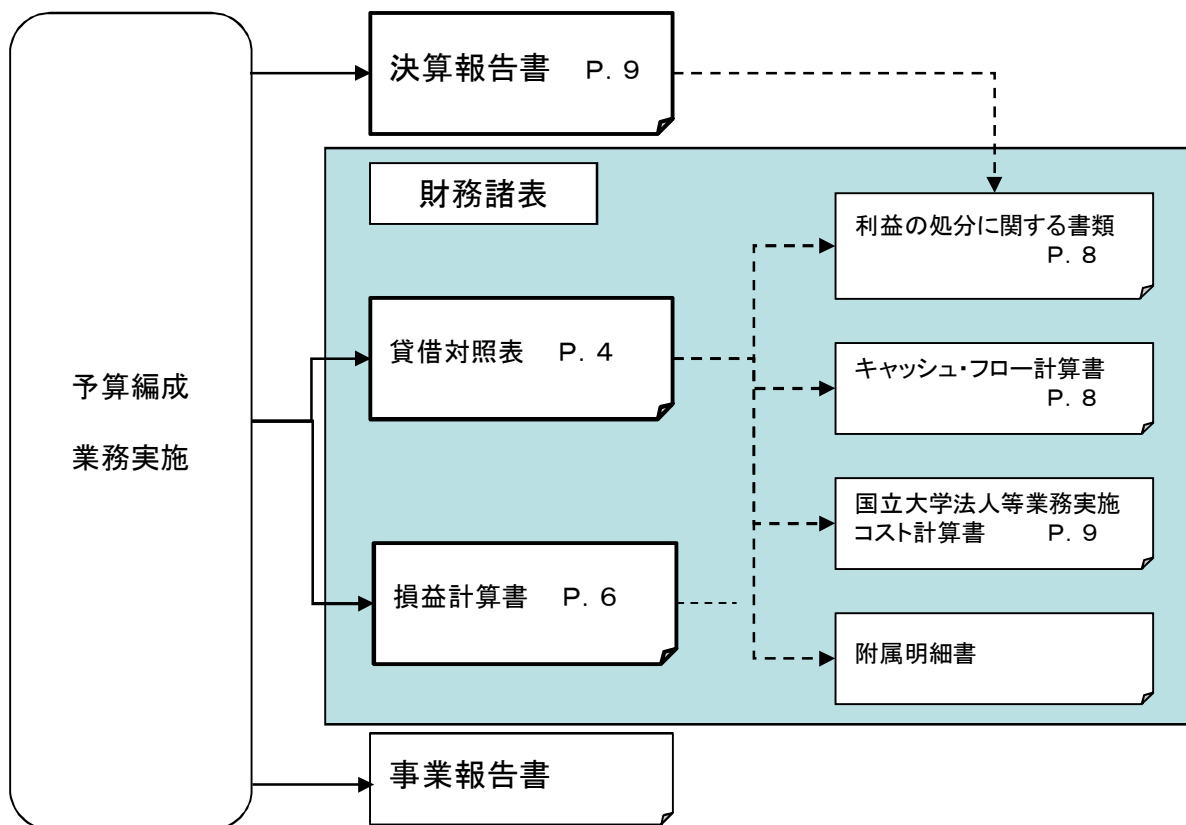 決算報告書 P. 9
財務諸表
利益の処分に関する書類
P. 8
貸借対照表 P. 4
キャッシュ・フロー計算書
P. 8
予算編成
業務実施
国立大学法人等業務実施
コスト計算書 P. 9
損益計算書 P. 6
附属明細書
事業報告書